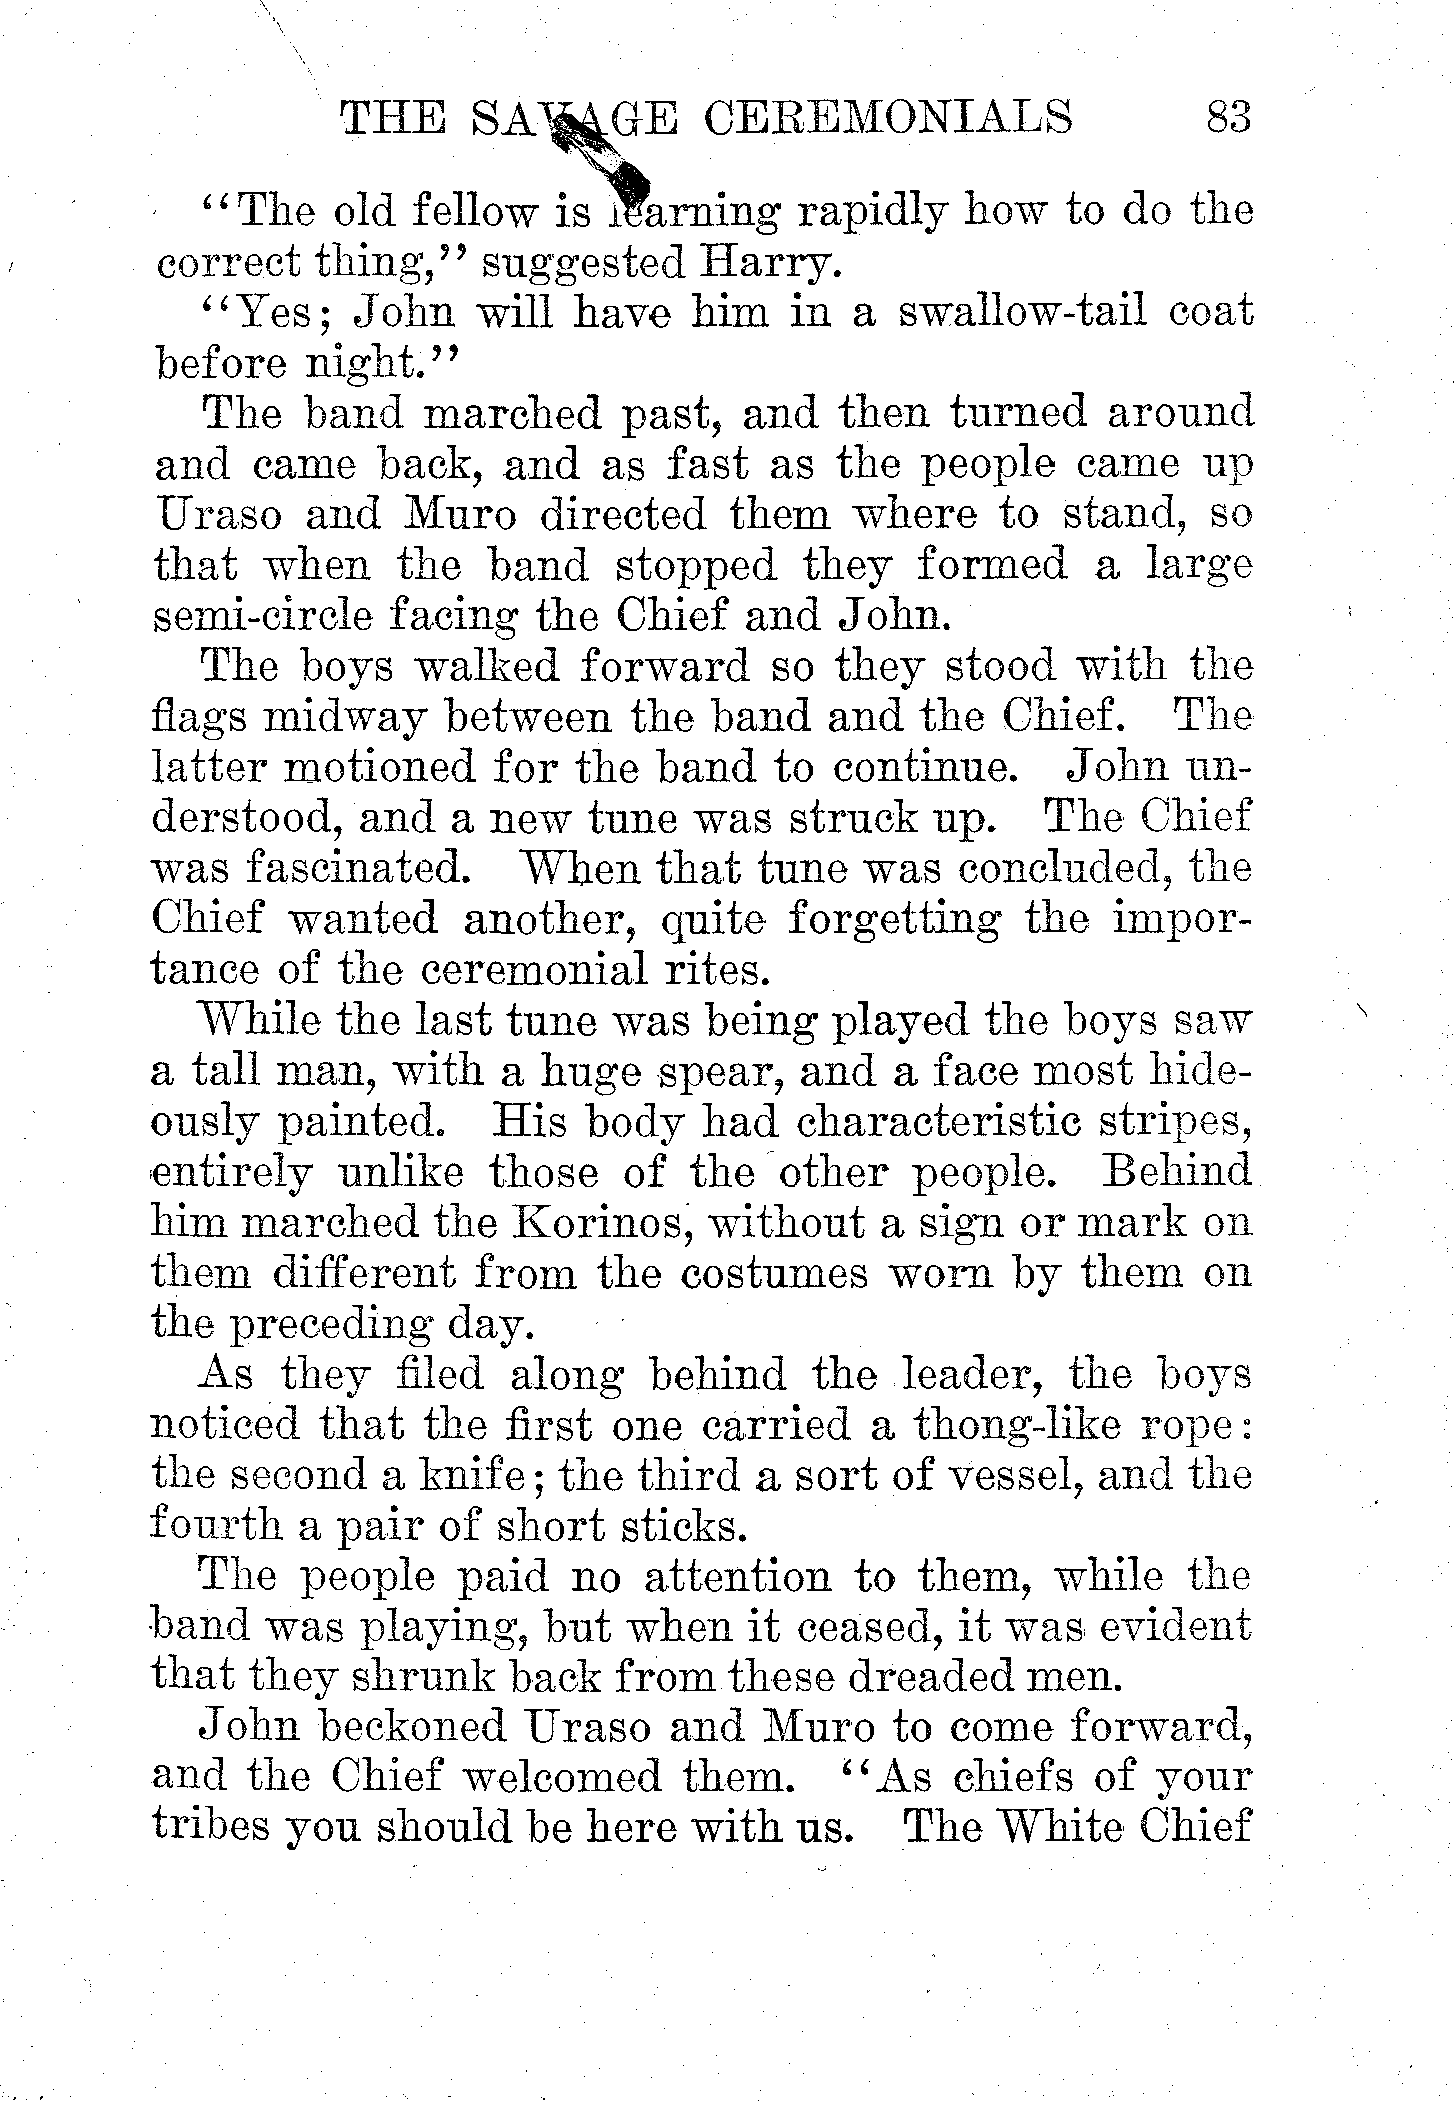 THE SAVAGE CEREMONIALS 83
"The old fellow is learning rapidly how to do the
correct thing," suggested Harry.
"Yes; John will have him in a swallow-tail coat
before night."
The band marched past, and then turned around
and came back, and as fast as the people came up
Uraso and Muro directed them where to stand, so
that when the band stopped they formed a large
semi-circle facing the Chief and John.
The boys walked forward so they stood with the
flags midway between the band and the Chief. The
latter motioned for the band to continue. John un-
derstood, and a new tune was struck up. The Chief
was fascinated. When that tune was concluded, the
Chief wanted another, quite forgetting the impor-
tance of the ceremonial rites.
While the last tune was being played the boys saw
a tall man, with a huge spear, and a face most hide-
ously painted. His body had characteristic stripes,
entirely unlike those of the other people. Behind
him marched the Korinos, without a sign or mark on
them different from the costumes worn by them on
the preceding day.
As they filed along behind the leader, the boys
noticed that the first one carried a thong-like rope:
the second a knife; the third a sort of vessel, and the
fourth a pair of short sticks.
The people paid no attention to them, while the
band was playing, but when it ceased, it was evident
that they shrunk back from these dreaded men.
John beckoned Uraso and Muro to come forward,
and the Chief welcomed them. "As chiefs of your
tribes you should be here with us. The White Chief